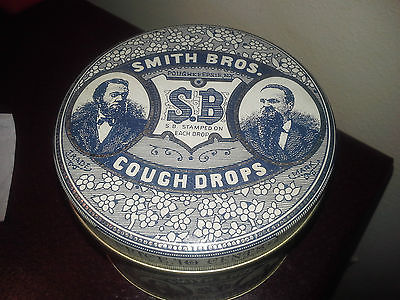 SMITH BROS.
POUGHKEEPSIE, N.Y.
S.B
S.B. STAMPED ON
EACH DROP
TRADE
MARK
COUGH DROPS